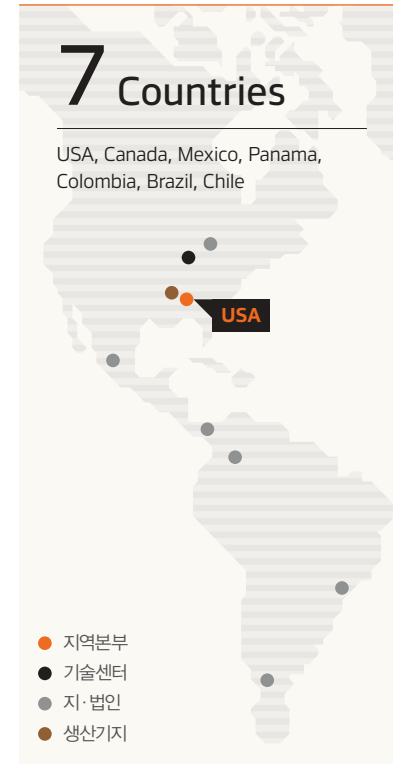 7 Countries
USA, Canada, Mexico, Panama,
Colombia, Brazil, Chile
USA
지역본부
기술센터
지·법인
생산기지